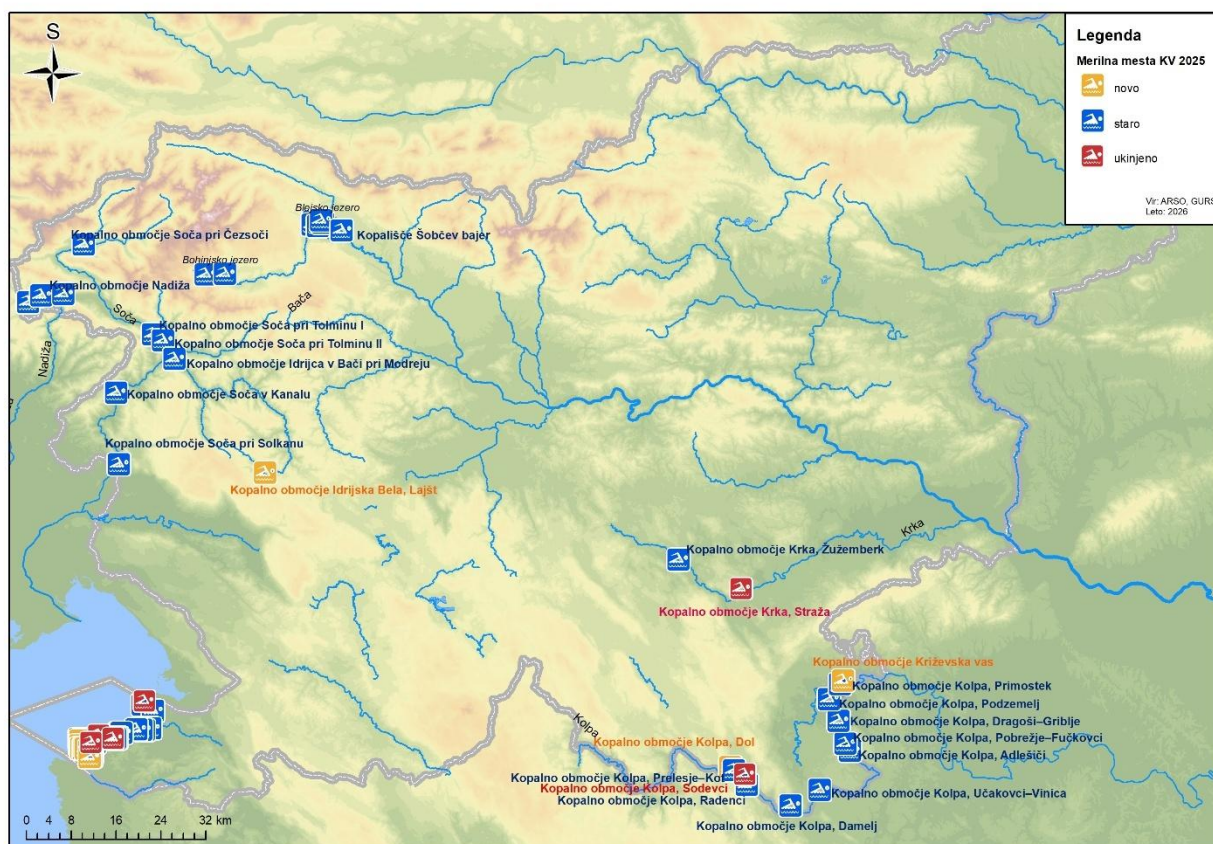 S
Legenda
Merilna mesta KV 2025
novo
staro
ukinjeno
Vir: ARSO, GURS
Leto: 2026
Blejsko jezero
Kopalno območje Soča pri Čezsoči
Kopališče Šobčev bajer
Bohinjsko jezero
Kopalno območje Nadiža
Bača
Soča
Kopalno območje Soča pri Tolminu I
Kopalno območje Soča pri Tolminu II
Nadiža
Kopalno območje Idrijca v Bači pri Modreju
Kopalno območje Soča v Kanalu
Kopalno območje Soča pri Solkanu
Kopalno območje Idrijska Bela, Lajšt
Krka
Kopalno območje Krka, Žužemberk
Kopalno območje Krka, Straža
Kopalno območje Križevska vas
Kopalno območje Kolpa, Primostek
Kopalno območje Kolpa, Podzemelj
Kopalno območje Kolpa, Dragoši–Griblje
Kolpa
Kopalno območje Kolpa, Pobrežje–Fučkovci
Kopalno območje Kolpa, Dol
Kopalno območje Kolpa, Adlešiči
Kopalno območje Kolpa, Prelesje–Kot
Kopalno območje Kolpa, Sodevci
Kopalno območje Kolpa, Učakovci–Vinica
Kopalno območje Kolpa, Radenci
Kopalno območje Kolpa, Damelj
0 4 8 16 24 32 km